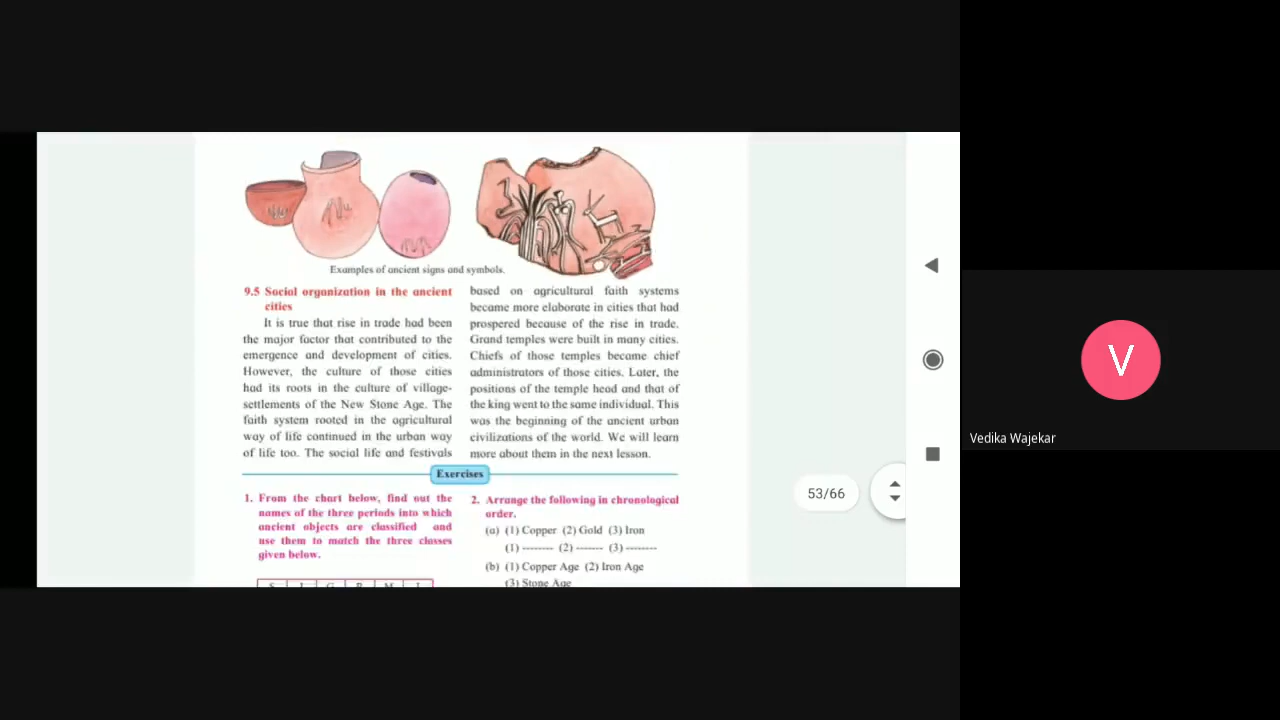 Examples of ancient signs and symbols.
9.5 Social organization in the ancient
cities
It is true that rise in trade had been
the major factor that contributed to the
emergence and development of cities.
However, the culture of those cities
had its roots in the culture of village-
settlements of the New Stone Age. The
faith system rooted in the agricultural
way of life continued in the urban way
of life too. The social life and festivals
based on agricultural faith systems
became more elaborate in cities that had
prospered because of the rise in trade.
Grand temples were built in many cities.
Chiefs of those temples became chief
administrators of those cities. Later, the
positions of the temple head and that of
the king went to the same individual. This
was the beginning of the ancient urban
civilizations of the world. We will learn
more about them in the next lesson.
Exercises
1. From the chart below, find out the
names of the three periods into which
ancient objects are classified and
use them to match the three classes
given below.
2. Arrange the following in chronological
order.
(a) (1) Copper (2) Gold (3) Iron
(1) -------- (2) ------- (3) --------
(b) (1) Copper Age (2) Iron Age
(3) Stone Age
53/66
V
Vedika Wajekar